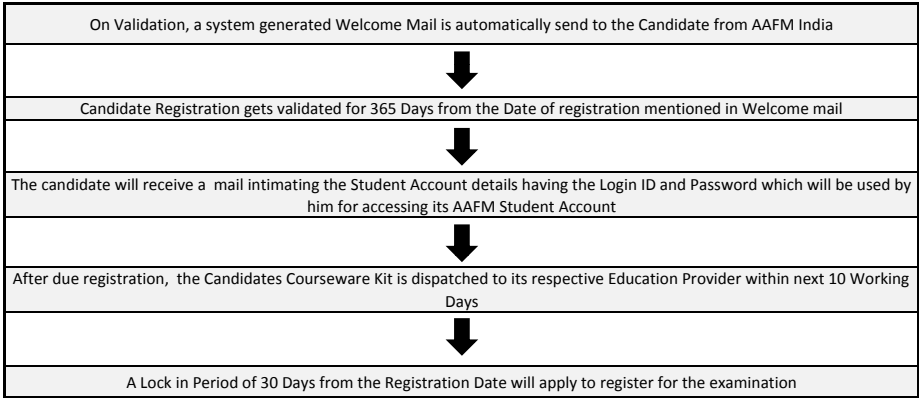 On Validation, a system generated Welcome Mail is automatically send to the Candidate from AAFM India
Candidate Registration gets validated for 365 Days from the Date of registration mentioned in Welcome mail
The candidate will receive a mail intimating the Student Account details having the Login ID and Password which will be used by
him for accessing its AAFM Student Account
After due registration, the Candidates Courseware Kit is dispatched to its respective Education Provider within next 10 Working
Days
A Lock in Period of 30 Days from the Registration Date will apply to register for the examination